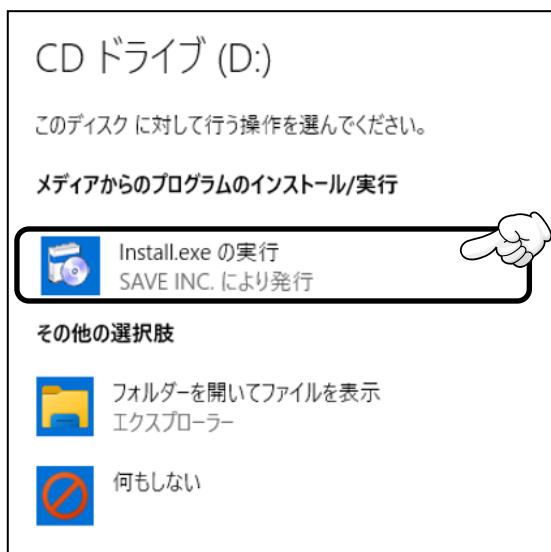 CD ドライブ (D:)
このディスク に対して行う操作を選んでください。
メディアからのプログラムのインストール/実行
Install.exe の実行
SAVE INC. により発行
その他の選択肢
フォルダーを開いてファイルを表示
エクスプローラー
何もしない